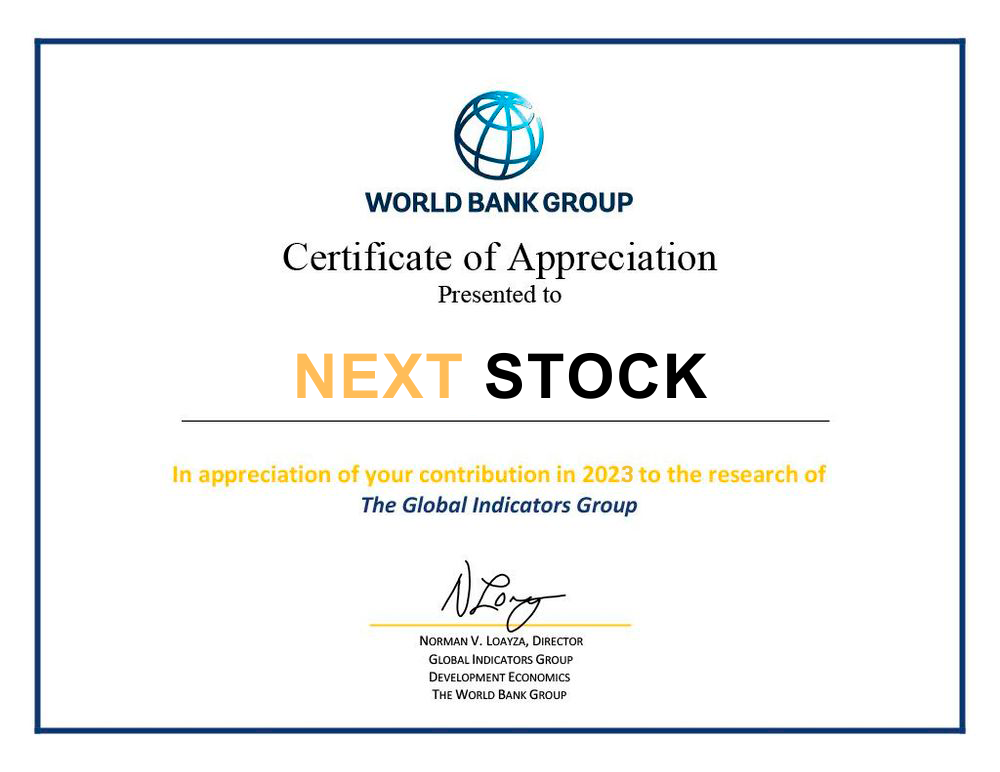 WORLD BANK GROUP
Certificate of Appreciation
Presented to
NEXT STOCK
In appreciation of your contribution in 2023 to the research of
The Global Indicators Group
N Loay
NORMAN V. LOAYZA, DIRECTOR
GLOBAL INDICATORS GROUP
DEVELOPMENT ECONOMICS
THE WORLD BANK GROUP